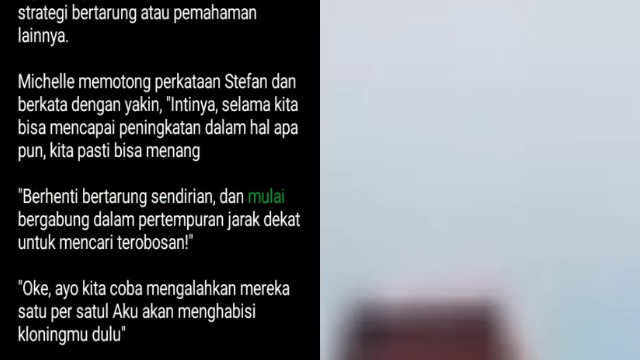 strategi bertarung atau pemahaman
lainnya.
Michelle memotong perkataan Stefan dan
berkata dengan yakin, "Intinya, selama kita
bisa mencapai peningkatan dalam hal apa
pun, kita pasti bisa menang
"Berhenti bertarung sendirian, dan mulai
bergabung dalam pertempuran jarak dekat
untuk mencari terobosan!"
"Oke, ayo kita coba mengalahkan mereka
satu per satul Aku akan menghabisi
kloningmu dulu"